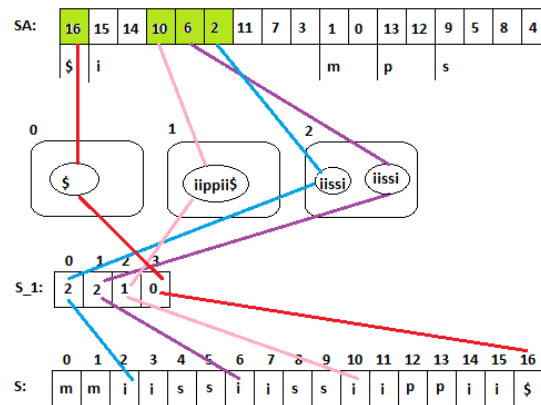 SA: 16 15 14 10 6 2 11 7 3 1 0 13 12 9 5 8 4
$ i m p s
0 1 2
$ iippii$ iissi iissi
0 1 2 3
S_1: 2 2 1 0
0 1 2 3 4 5 6 7 8 9 10 11 12 13 14 15 16
S: m m i i s s i i s s i i p p i i $